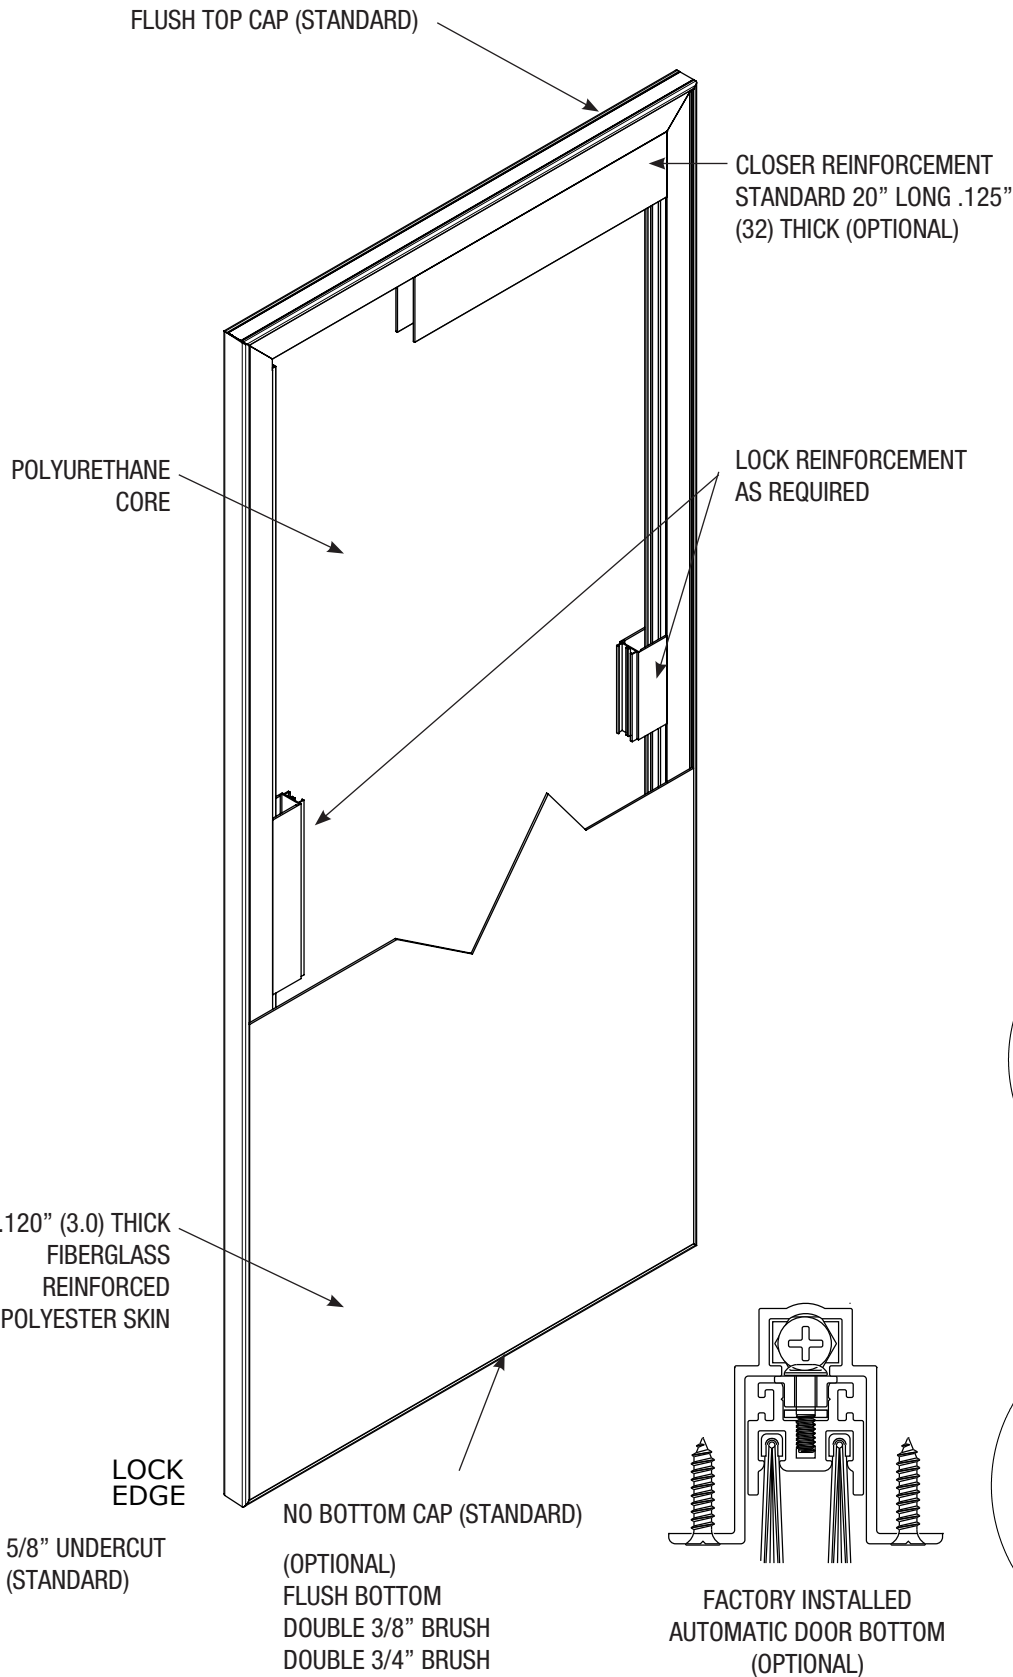 FLUSH TOP CAP (STANDARD)
CLOSER REINFORCEMENT
STANDARD 20” LONG .125”
(32) THICK (OPTIONAL)
POLYURETHANE
CORE
LOCK REINFORCEMENT
AS REQUIRED
.120” (3.0) THICK
FIBERGLASS
REINFORCED
POLYESTER SKIN
LOCK
EDGE
5/8” UNDERCUT
(STANDARD)
NO BOTTOM CAP (STANDARD)
(OPTIONAL)
FLUSH BOTTOM
DOUBLE 3/8” BRUSH
DOUBLE 3/4” BRUSH
FACTORY INSTALLED
AUTOMATIC DOOR BOTTOM
(OPTIONAL)